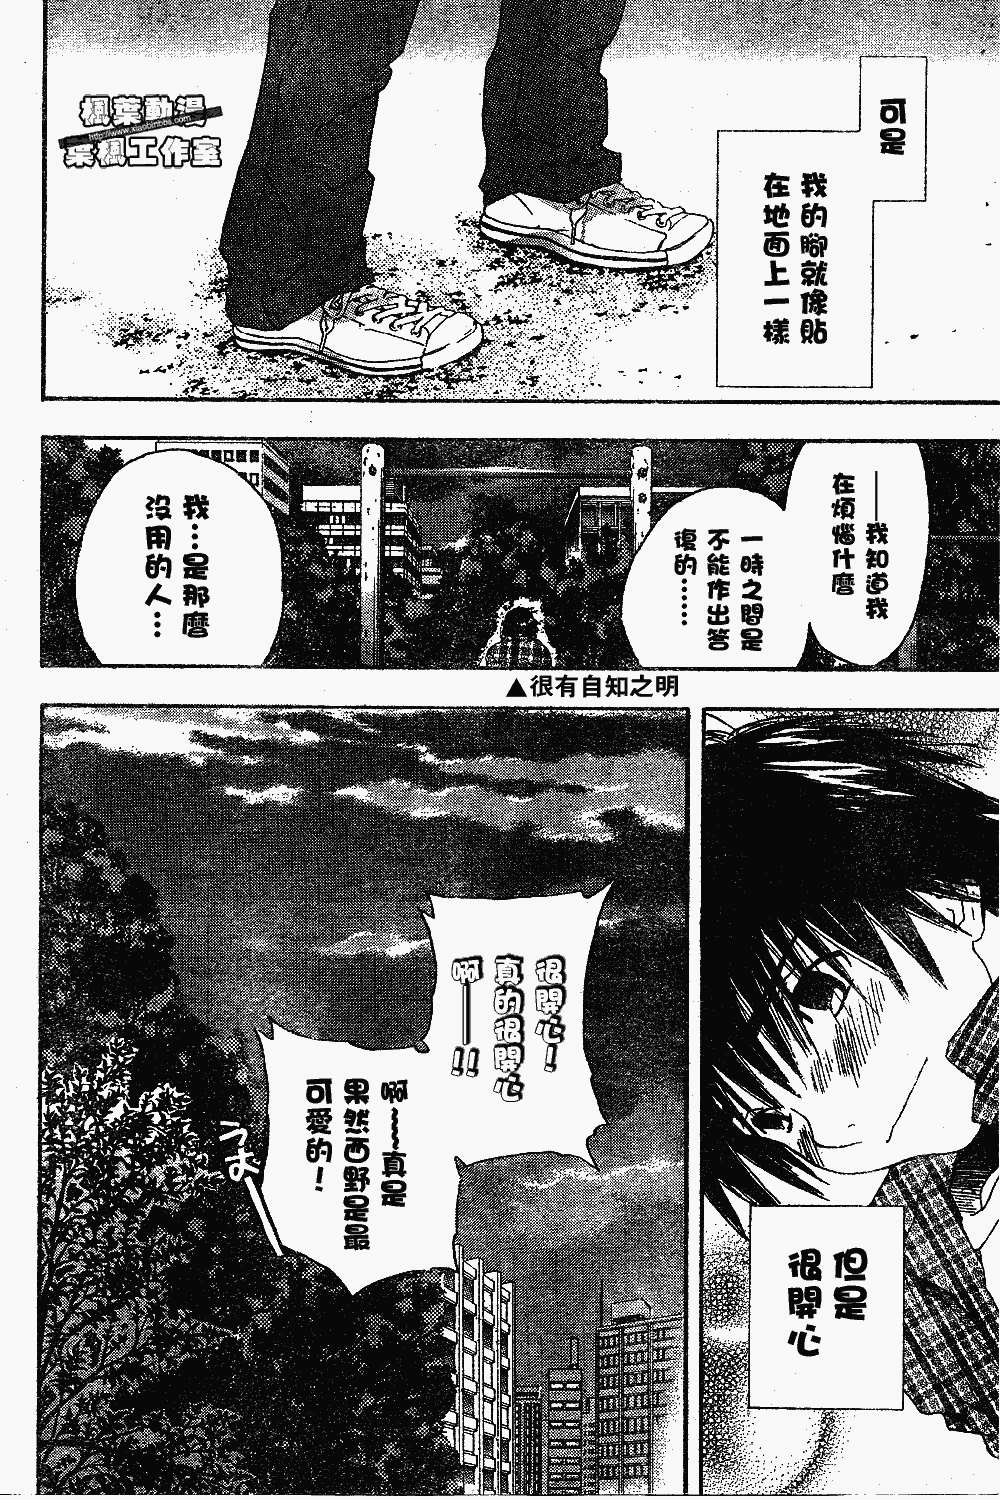 楓葉動漫
葉楓工作室
可是
我的腳就像貼
在地面上一樣
——我知道我
在煩惱什麼
一時之間是
不能作出答
復的……
我…是那麼
沒用的人…
▲很有自知之明
但是
很開心
很開心！
真的很開心
啊——!!
啊~~~真是
果然西野是最
可愛的！